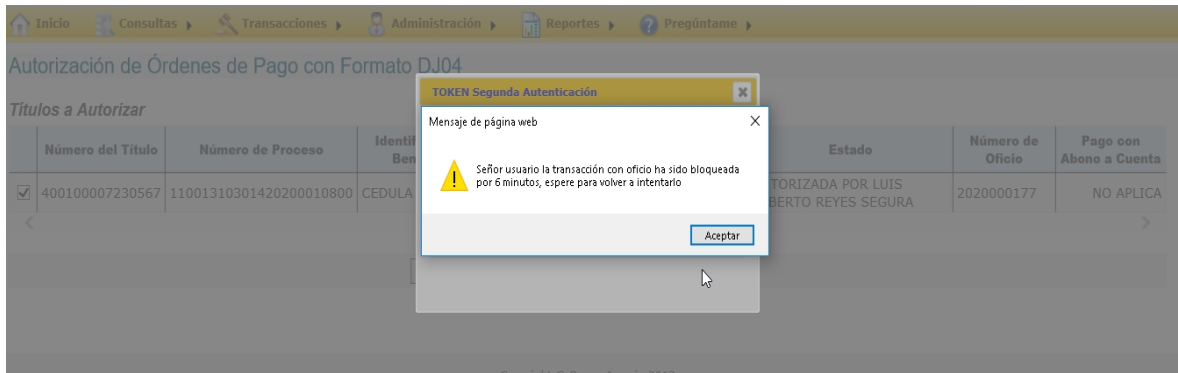 Inicio Consultas Transacciones Administración Reportes Pregúntame
Autorización de Órdenes de Pago con Formato DJ04
TOKEN Segunda Autenticación
Títulos a Autorizar
Mensaje de página web
Número del Título Número de Proceso Estado Número de Oficio Pago con Abono a Cuenta
Señor usuario la transacción con oficio ha sido bloqueada
por 6 minutos, espere para volver a intentarlo
400100007230567 11001310301420200010800 CEDULA
LUIS
REYES SEGURA
2020000177 NO APLICA
Aceptar